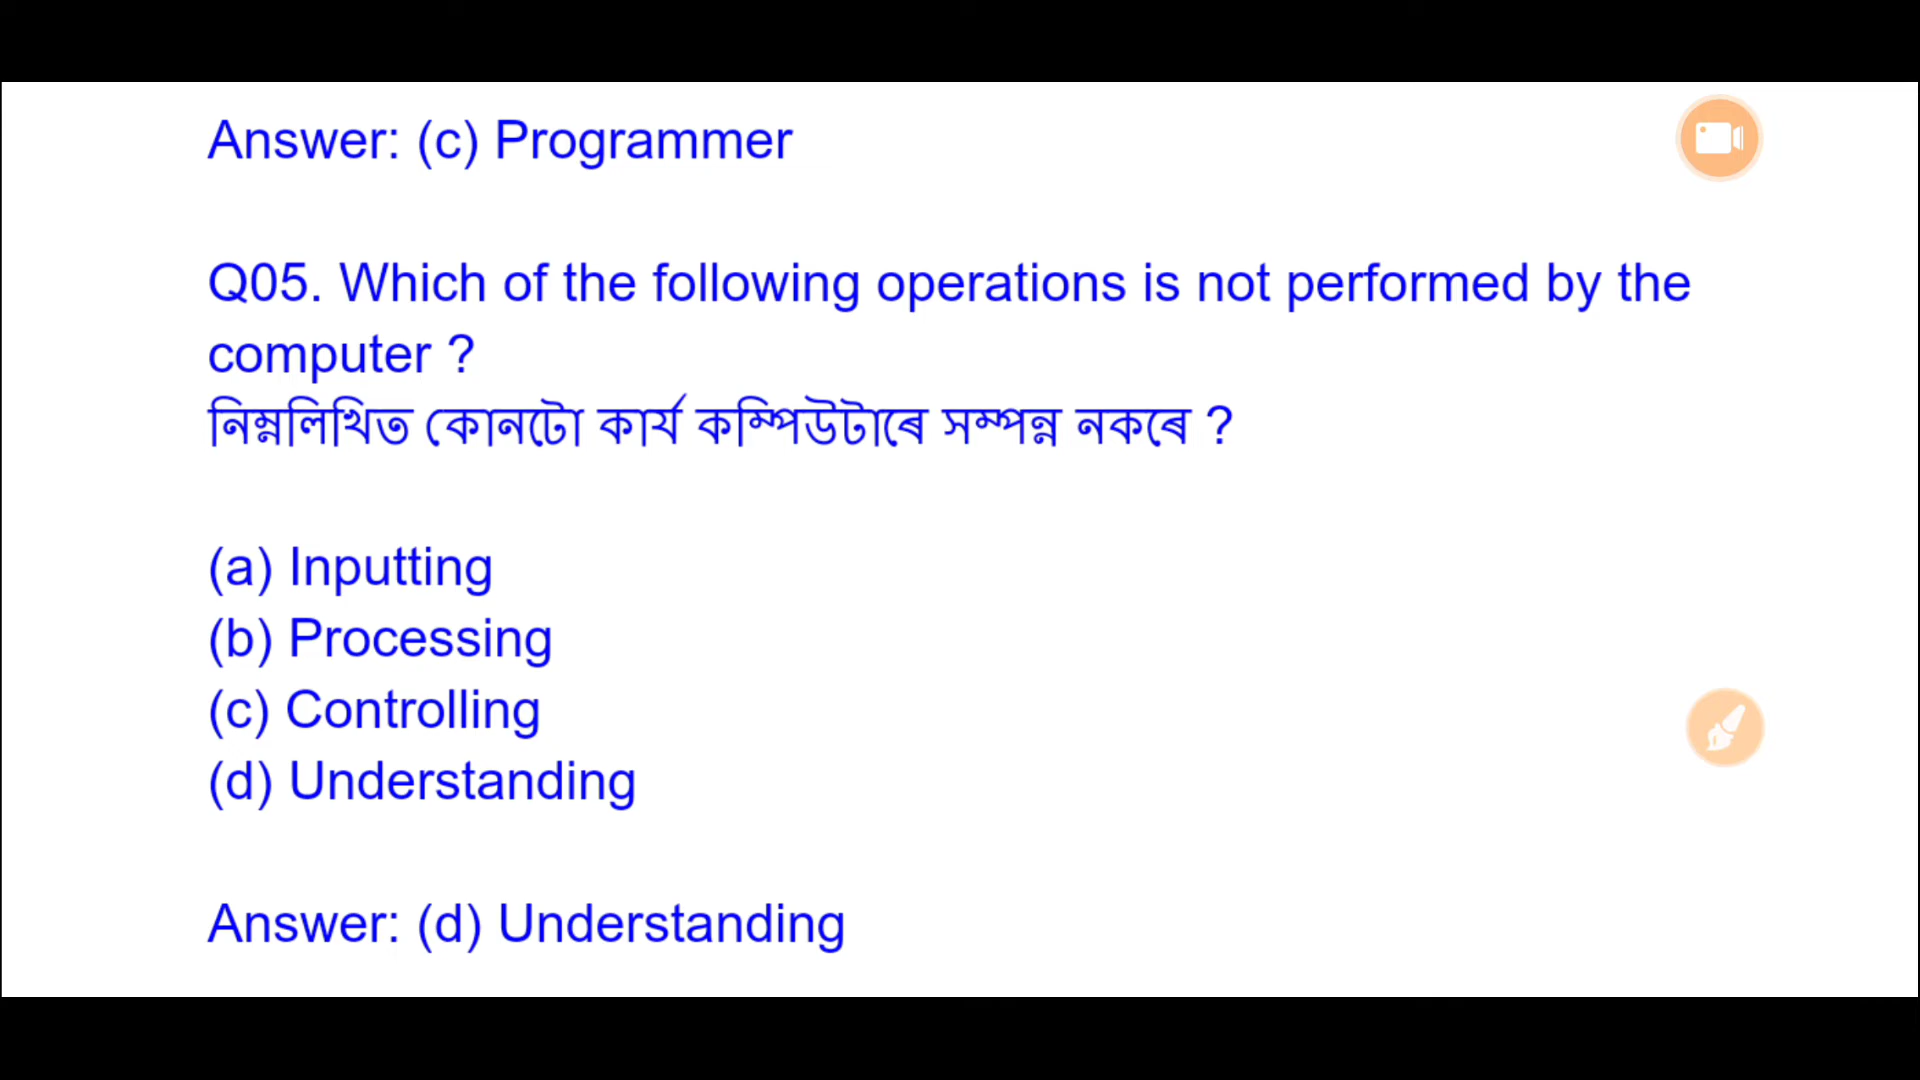 Answer: (c) Programmer
Q05. Which of the following operations is not performed by the
computer ?
নিম্নলিখিত কোনটো কাৰ্য কম্পিউটাৰে সম্পন্ন নকৰে ?
(a) Inputting
(b) Processing
(c) Controlling
(d) Understanding
Answer: (d) Understanding